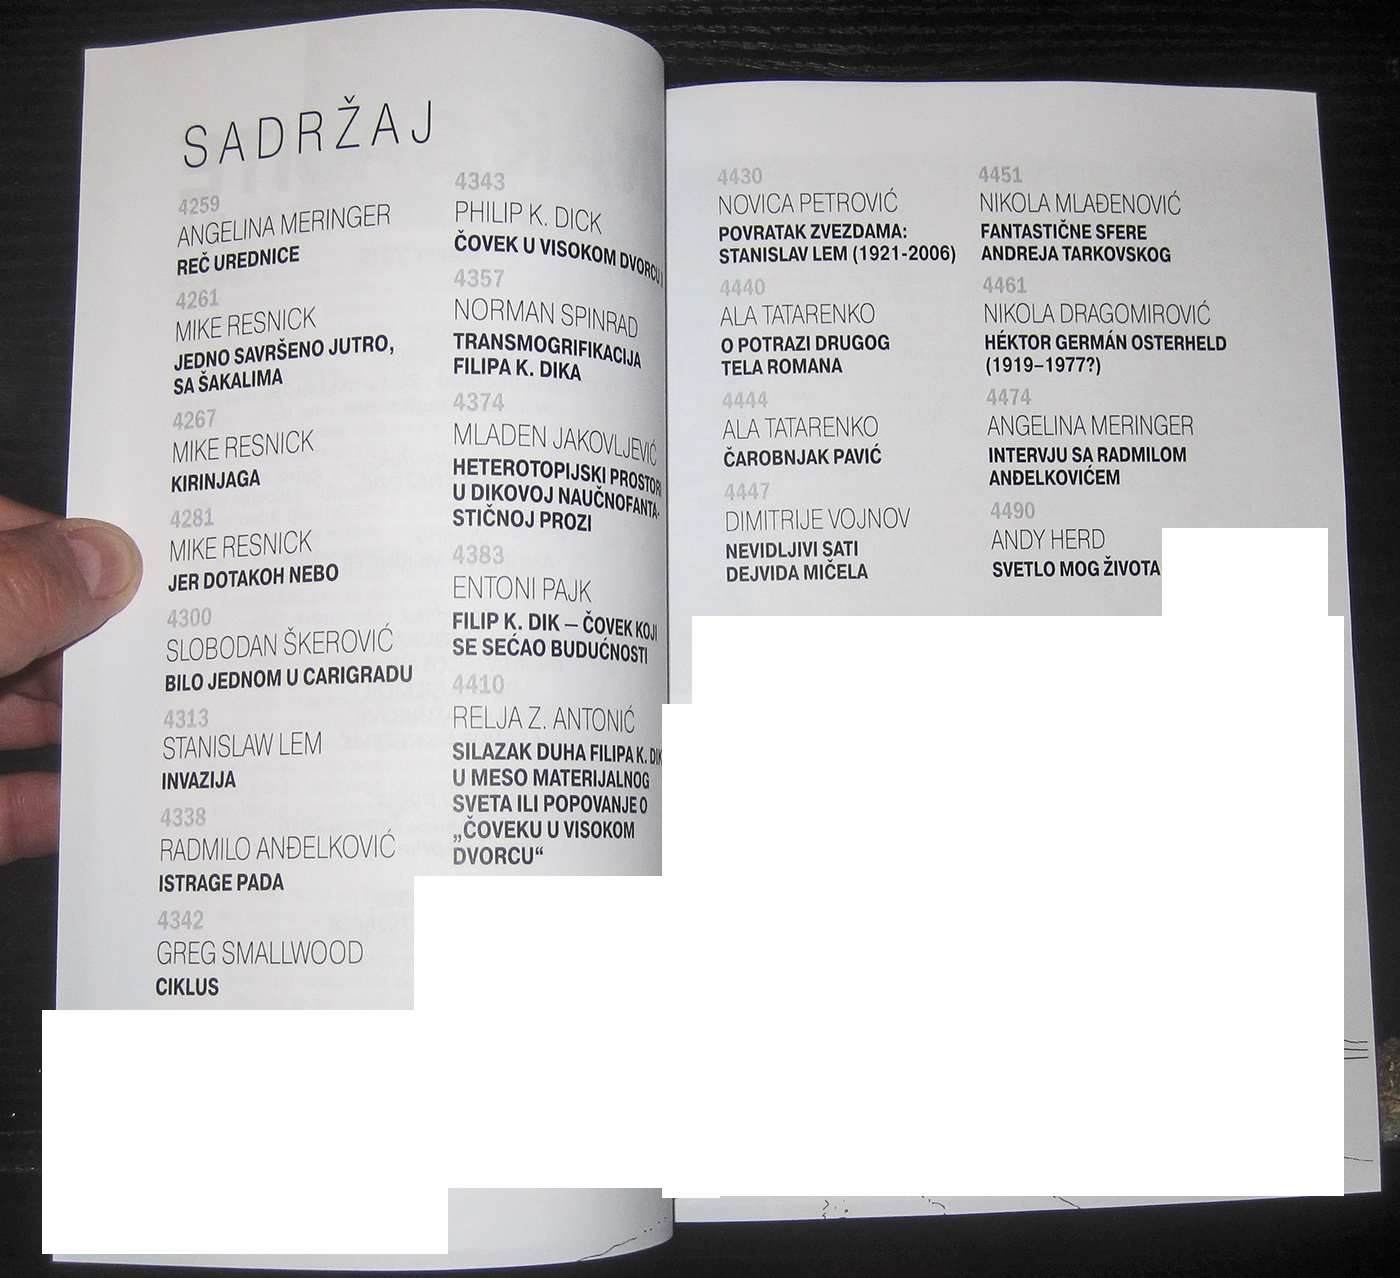 SADRŽAJ
4259
ANGELINA MERINGER
REČ UREDNICE
4261
MIKE RESNICK
JEDNO SAVRŠENO JUTRO,
SA ŠAKALIMA
4267
MIKE RESNICK
KIRINJAGA
4281
MIKE RESNICK
JER DOTAKOH NEBO
4300
SLOBODAN ŠKEROVIĆ
BILO JEDNOM U CARIGRADU
4313
STANISLAW LEM
INVAZIJA
4338
RADMILO ANĐELKOVIĆ
ISTRAGE PADA
4342
GREG SMALLWOOD
CIKLUS
4343
PHILIP K. DICK
ČOVEK U VISOKOM DVORCU
4357
NORMAN SPINRAD
TRANSMOGRIFIKACIJA
FILIPA K. DIKA
4374
MLADEN JAKOVLJEVIĆ
HETEROTOPIJSKI PROSTORI
U DIKOVOJ NAUČNOFANTA-
STIČNOJ PROZI
4383
ENTONI PAJK
FILIP K. DIK – ČOVEK KOJI
SE SEĆAO BUDUĆNOSTI
4410
RELJA Z. ANTONIĆ
SILAZAK DUHA FILIPA K.
U MESO MATERIJALNOG
SVETA ILI POPOVANJE O
„ČOVEKU U VISOKOM
DVORCU“
4430
NOVICA PETROVIĆ
POVRATAK ZVEZDAMA:
STANISLAV LEM (1921-2006)
4440
ALA TATARENKO
O POTRAZI DRUGOG
TELA ROMANA
4444
ALA TATARENKO
ČAROBNJAK PAVIĆ
4447
DIMITRIJE VOJNOV
NEVIDLJIVI SATI
DEJVIDA MIČELA
4451
NIKOLA MLAĐENOVIĆ
FANTASTIČNE SFERE
ANDREJA TARKOVSKOG
4461
NIKOLA DRAGOMIROVIĆ
HÉKTOR GERMÁN OSTERHELD
(1919–1977?)
4474
ANGELINA MERINGER
INTERVJU SA RADMILOM
ANĐELKOVIĆEM
4490
ANDY HERD
SVETLO MOG ŽIVOTA